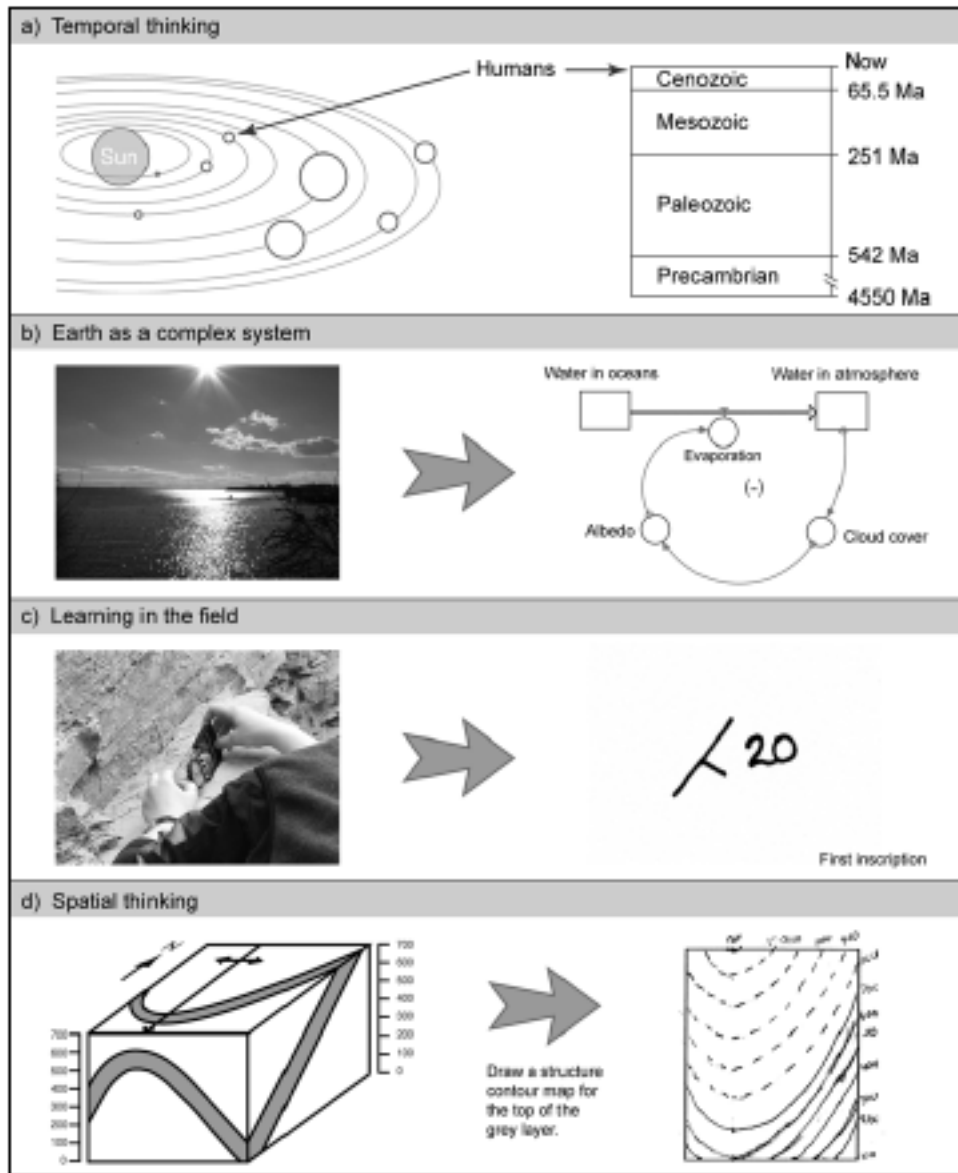 a) Temporal thinking
Humans
Sun
Now
Cenozoic
65.5 Ma
Mesozoic
251 Ma
Paleozoic
542 Ma
Precambrian
4550 Ma
b) Earth as a complex system
Water in oceans
Water in atmosphere
Evaporation
(-)
Albedo
Cloud cover
c) Learning in the field
20
First inscription
d) Spatial thinking
700
600
500
400
300
200
100
0
700
600
500
400
300
200
100
0
Draw a structure
contour map for
the top of the
grey layer.